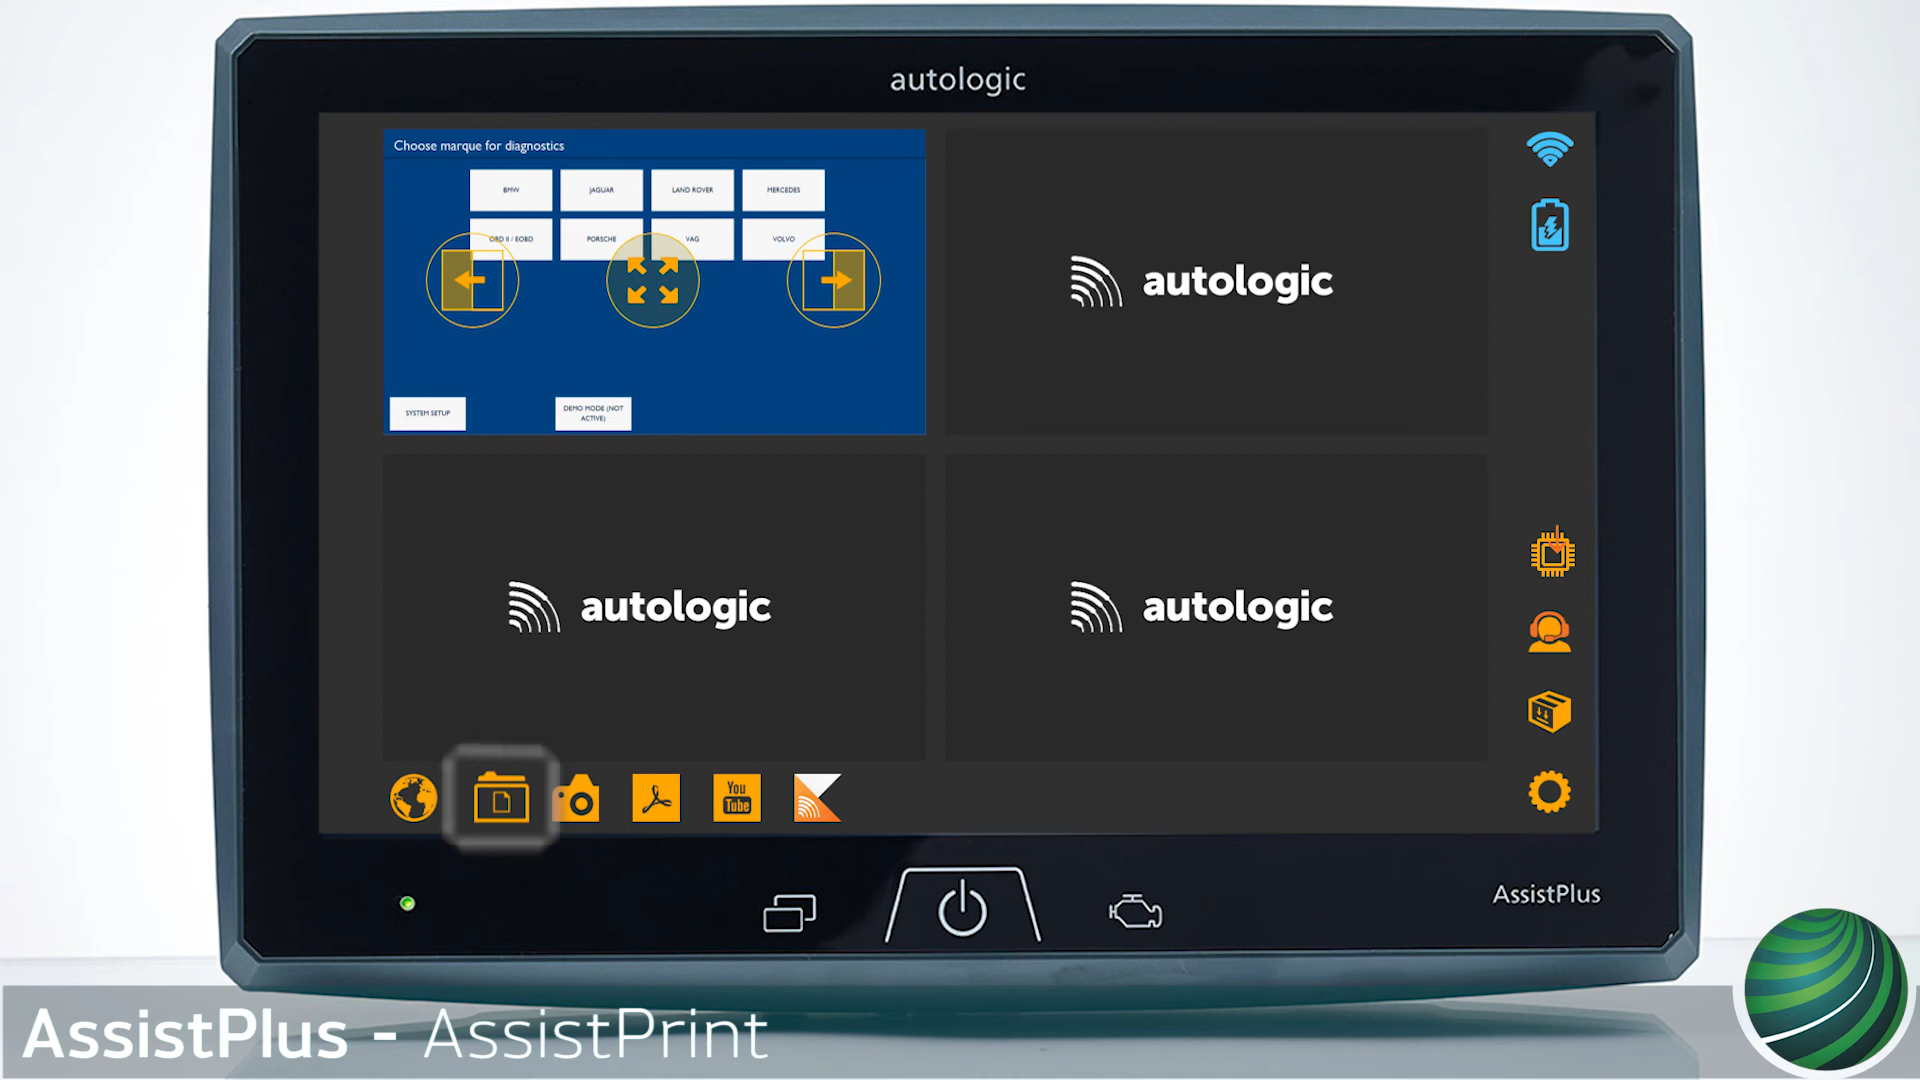 autologic
Choose marque for diagnostics
BMW
JAGUAR
LAND ROVER
MERCEDES
OBD II / EOBD
PORSCHE
VAG
VOLVO
SYSTEM SETUP
DEMO MODE (NOT
ACTIVE)
autologic
autologic
autologic
You
Tube
AssistPlus
AssistPlus - AssistPrint